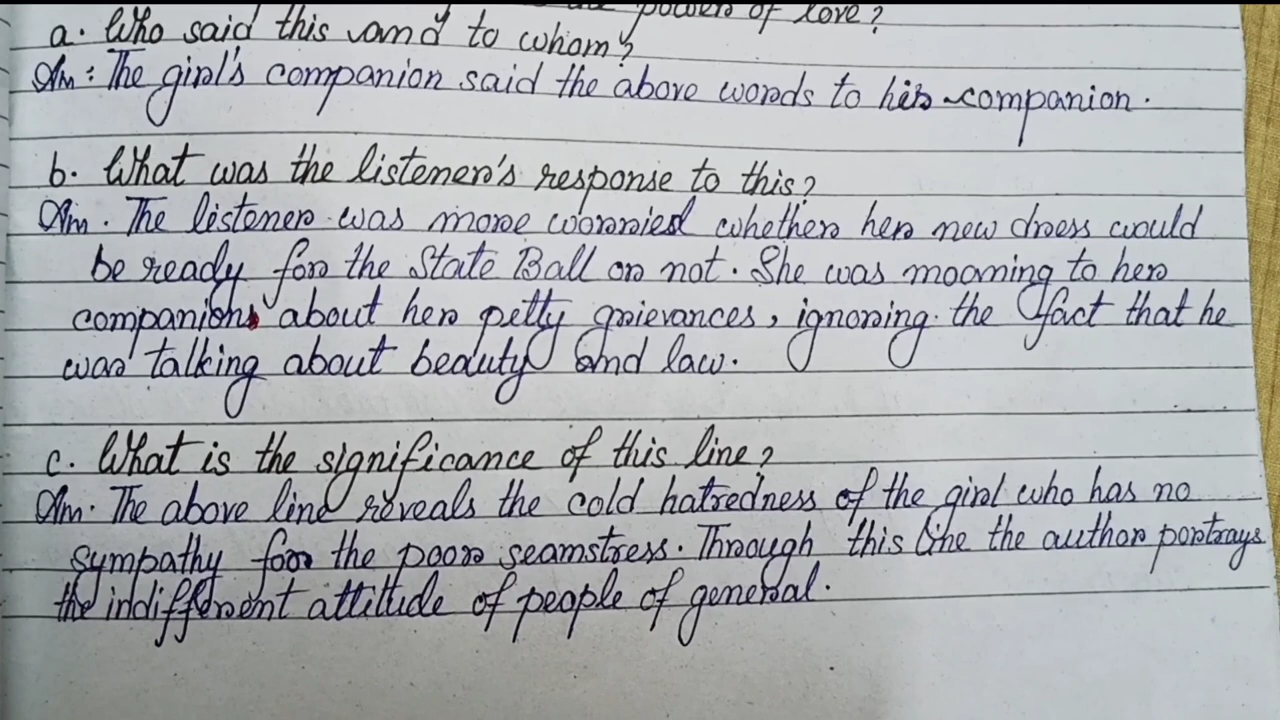 powers of love?
a. Who said this and to whom?
Ans: The girl's companion said the above words to his companion.
b. What was the listener's response to this?
Ans. The listener was more worried whether her new dress would
be ready for the State Ball or not. She was moaning to her
companions about her petty grievances, ignoring the fact that he
was talking about beauty and law.
c. What is the significance of this line?
Ans. The above line reveals the cold hatredness of the girl who has no
sympathy for the poor seamstress. Through this line the author portrays
the indifferent attitude of people of general.